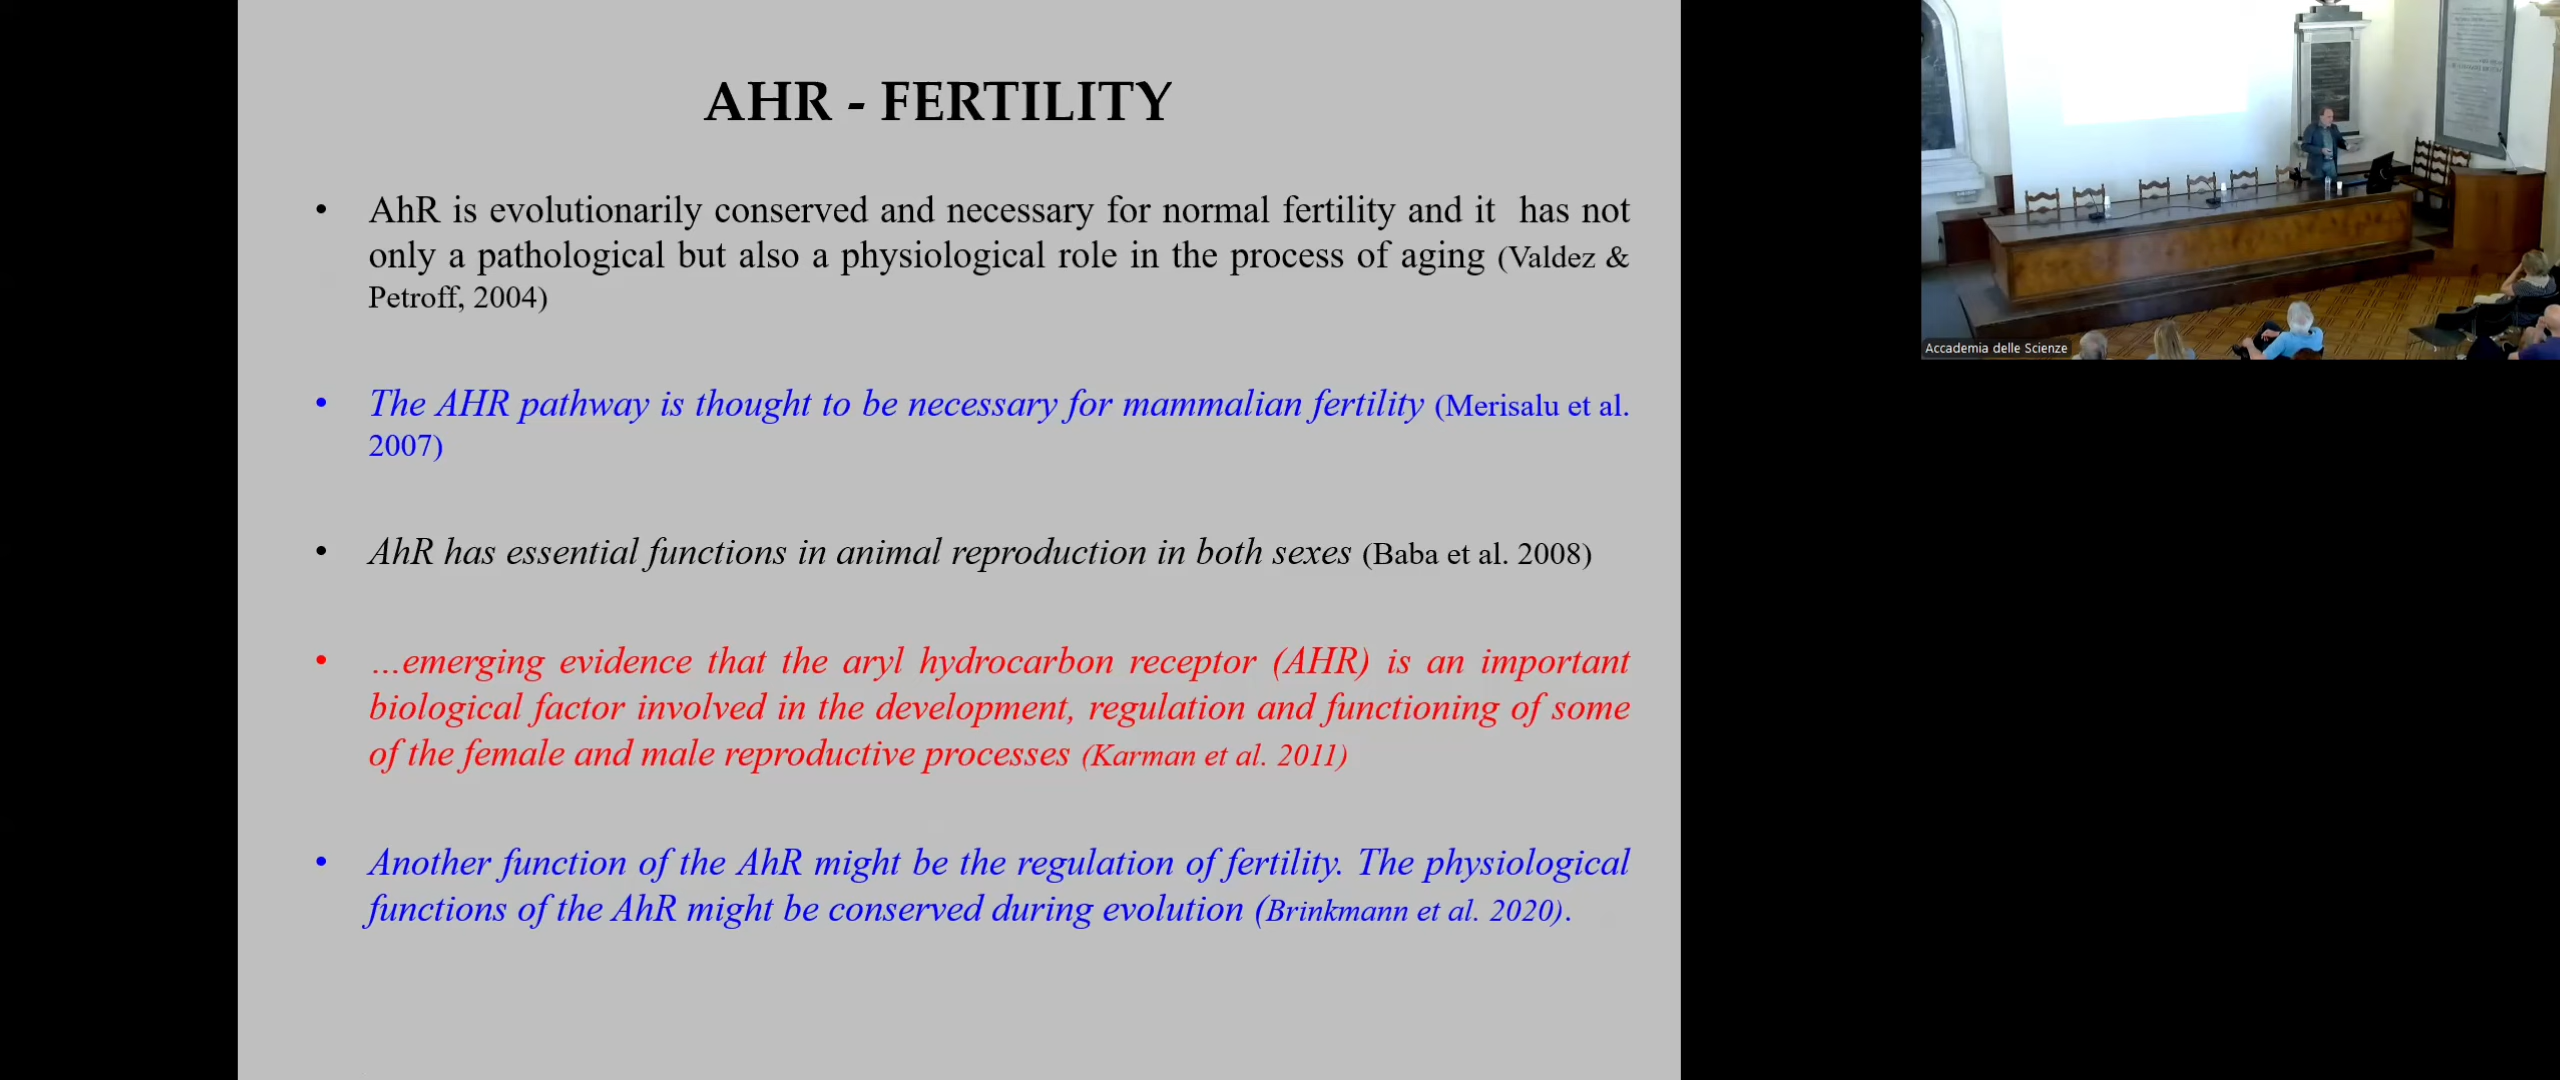 AHR - FERTILITY
• AhR is evolutionarily conserved and necessary for normal fertility and it has not
only a pathological but also a physiological role in the process of aging (Valdez &
Petroff, 2004)
• The AHR pathway is thought to be necessary for mammalian fertility (Merisalu et al.
2007)
• AhR has essential functions in animal reproduction in both sexes (Baba et al. 2008)
• ...emerging evidence that the aryl hydrocarbon receptor (AHR) is an important
biological factor involved in the development, regulation and functioning of some
of the female and male reproductive processes (Karman et al. 2011)
• Another function of the AhR might be the regulation of fertility. The physiological
functions of the AhR might be conserved during evolution (Brinkmann et al. 2020).
Accademia delle Scienze